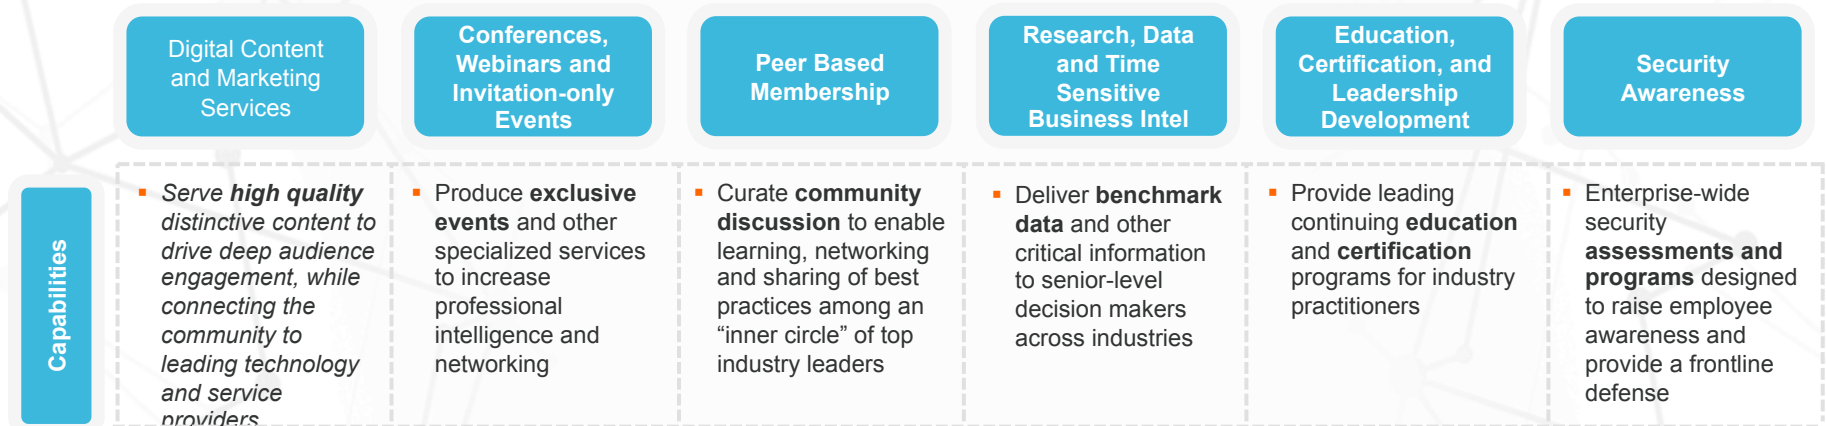 Digital Content
and Marketing
Services
Conferences,
Webinars and
Invitation-only
Events
Peer Based
Membership
Research, Data
and Time
Sensitive
Business Intel
Education,
Certification, and
Leadership
Development
Security
Awareness
Capabilities
▪ Serve high quality
distinctive content to
drive deep audience
engagement, while
connecting the
community to
leading technology
and service
providers
▪ Produce exclusive
events and other
specialized services
to increase
professional
intelligence and
networking
▪ Curate community
discussion to enable
learning, networking
and sharing of best
practices among an
“inner circle” of top
industry leaders
▪ Deliver benchmark
data and other
critical information
to senior-level
decision makers
across industries
▪ Provide leading
continuing education
and certification
programs for industry
practitioners
▪ Enterprise-wide
security
assessments and
programs designed
to raise employee
awareness and
provide a frontline
defense